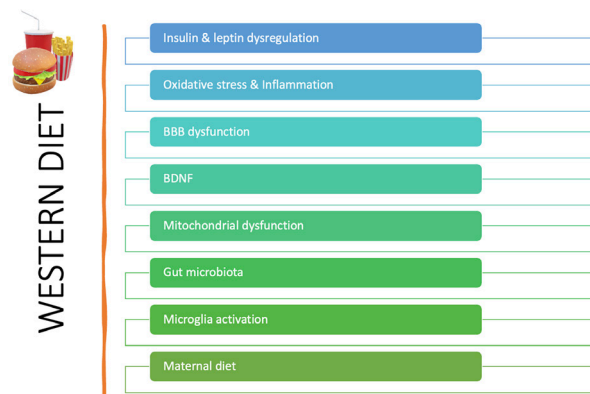 WESTERN DIET
Insulin & leptin dysregulation
Oxidative stress & Inflammation
BBB dysfunction
BDNF
Mitochondrial dysfunction
Gut microbiota
Microglia activation
Maternal diet